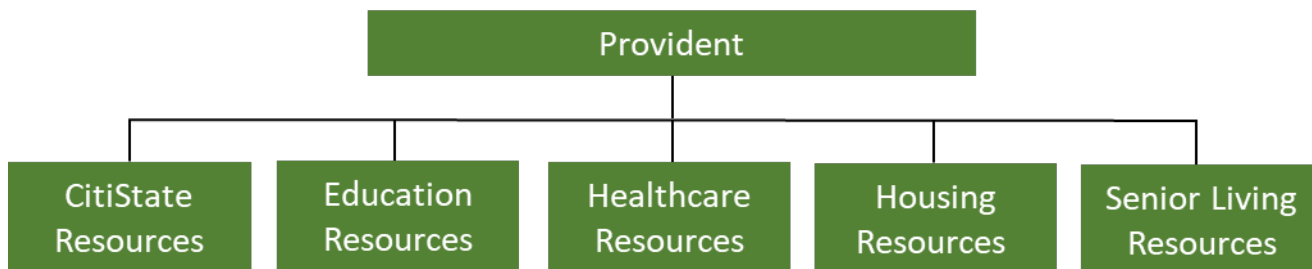 Provident
CitiState
Resources
Education
Resources
Healthcare
Resources
Housing
Resources
Senior Living
Resources